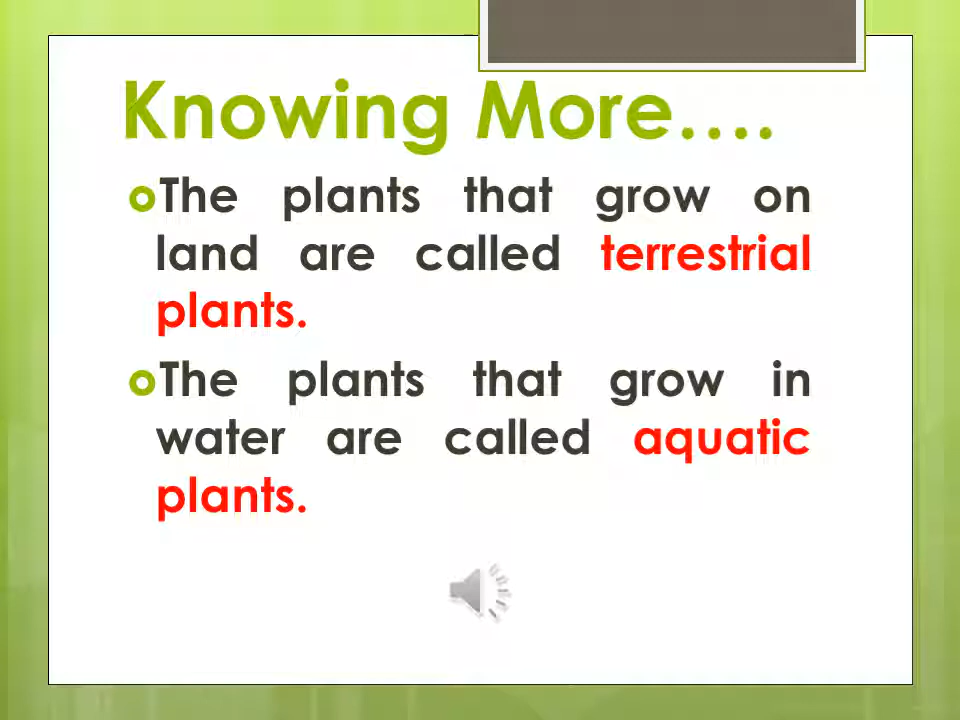 Knowing More....
The plants that grow on
land are called terrestrial
plants.
The plants that grow in
water are called aquatic
plants.